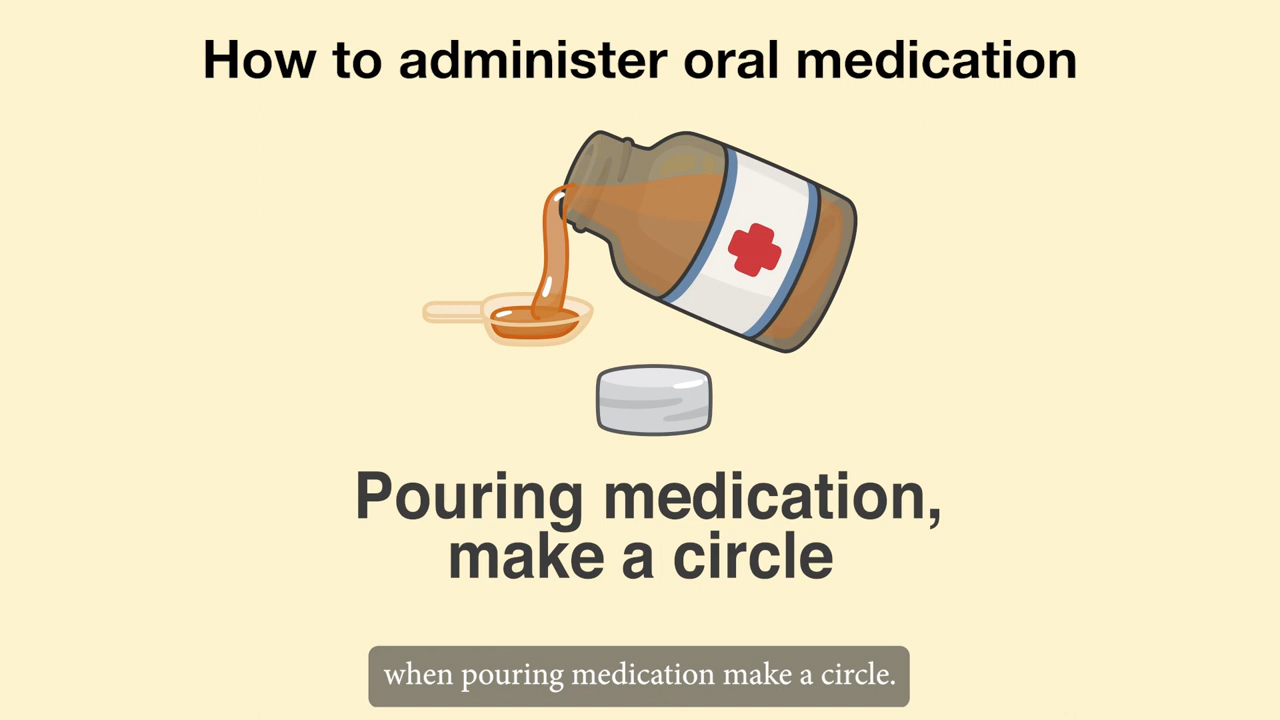 How to administer oral medication
Pouring medication,
make a circle
when pouring medication make a circle.